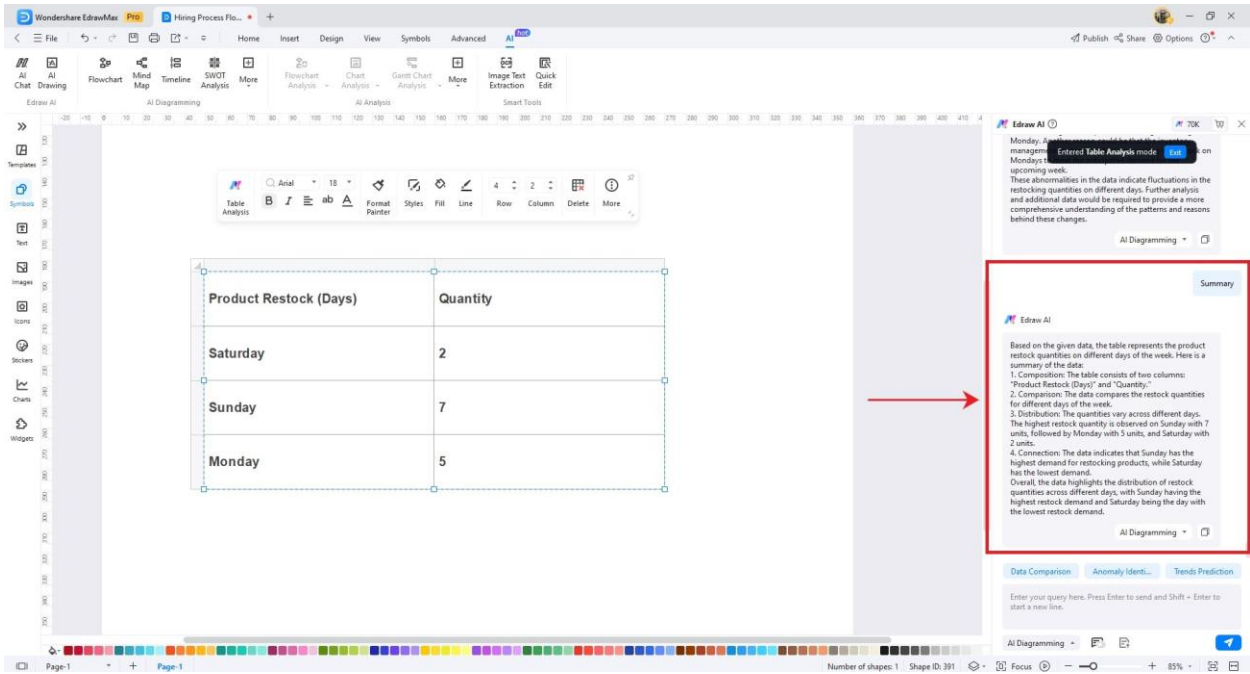 Wondershare EdrawMax Pro Hiring Process Flo... +
File Home Insert Design View Symbols Advanced AI hot Publish Share Options
AI Chat AI Drawing Flowchart Mind Map Timeline SWOT Analysis More Flowchart Analysis Chart Analysis Gantt Chart Analysis More Image Text Extraction Quick Edit
Edraw AI AI Diagramming AI Analysis Smart Tools
Templates
Symbols
Text
Images
Icons
Stickers
Charts
Widgets
Table Analysis Arial 18 B I ab A Format Painter Styles Fill Line 4 Row 2 Column Delete More
Product Restock (Days) Quantity
Saturday 2
Sunday 7
Monday 5
Edraw AI 70K
Entered Table Analysis mode Exit
upcoming week.
These abnormalities in the data indicate fluctuations in the
restocking quantities on different days. Further analysis
and additional data would be required to provide a more
comprehensive understanding of the patterns and reasons
behind these changes.
AI Diagramming
Summary
Edraw AI
Based on the given data, the table represents the product
restock quantities on different days of the week. Here is a
summary of the data:
1. Composition: The table consists of two columns:
"Product Restock (Days)" and "Quantity."
2. Comparison: The data compares the restock quantities
for different days of the week.
3. Distribution: The quantities vary across different days.
The highest restock quantity is observed on Sunday with 7
units, followed by Monday with 5 units, and Saturday with
2 units.
4. Connection: The data indicates that Sunday has the
highest demand for restocking products, while Saturday
has the lowest demand.
Overall, the data highlights the distribution of restock
quantities across different days, with Sunday having the
highest restock demand and Saturday being the day with
the lowest restock demand.
AI Diagramming
Data Comparison Anomaly Identi... Trends Prediction
Enter your query here. Press Enter to send and Shift + Enter to
start a new line.
AI Diagramming
Page-1 + Page-1 Number of shapes: 1 Shape ID: 391 Focus 85%